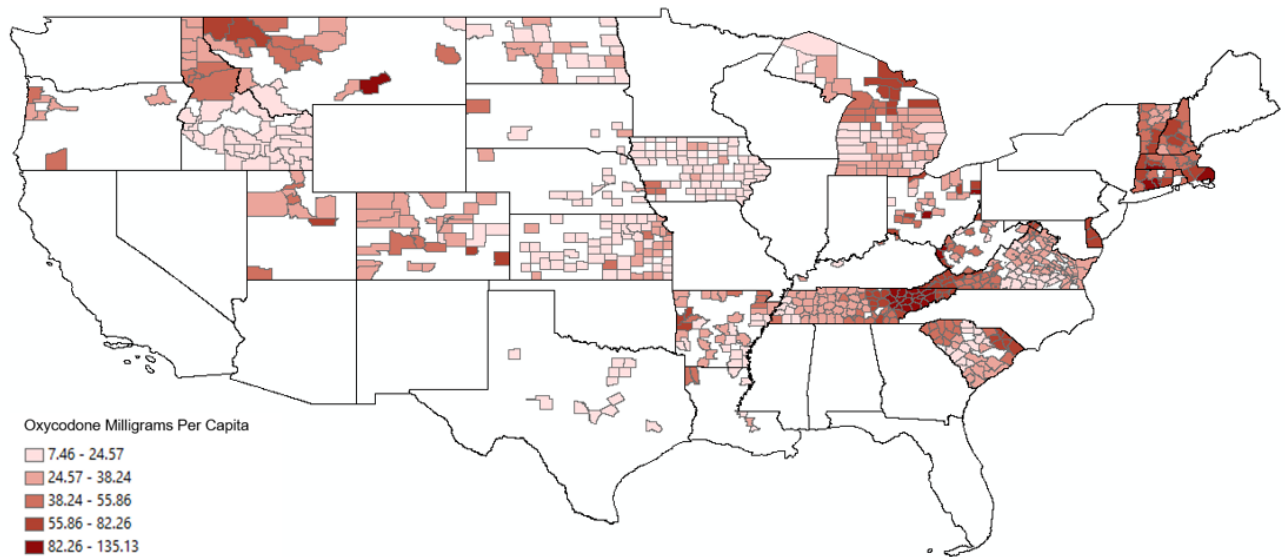 Oxycodone Milligrams Per Capita
7.46 - 24.57
24.57 - 38.24
38.24 - 55.86
55.86 - 82.26
82.26 - 135.13